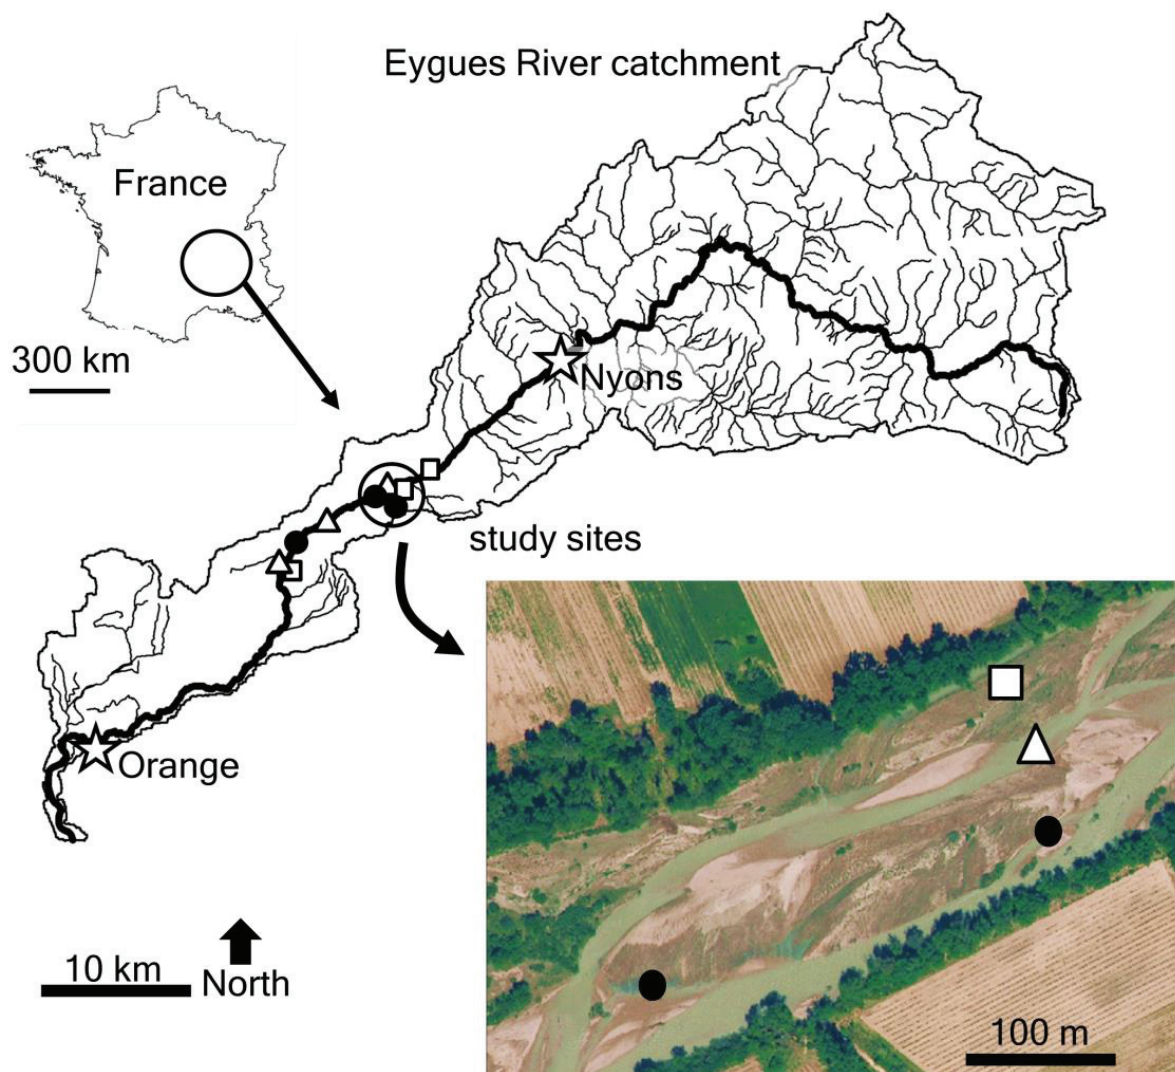 Eygues River catchment
France
300 km
Nyons
study sites
Orange
10 km
North
100 m